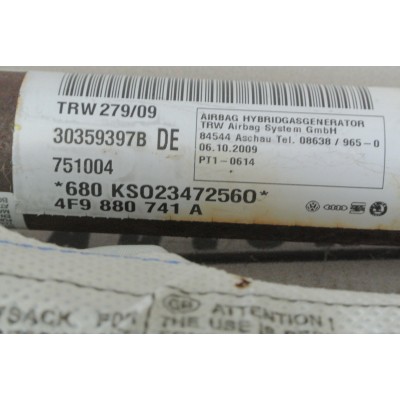 TRW 279/09
30359397B DE
751004
*680 KS023472560*
4F9 880 741 A
AIRBAG HYBRIDGASGENERATOR
TRW Airbag System GmbH
84544 Aschau Tel. 08638 / 965-0
06.10.2009
PT1-0614
ATTENTION!
THE USE